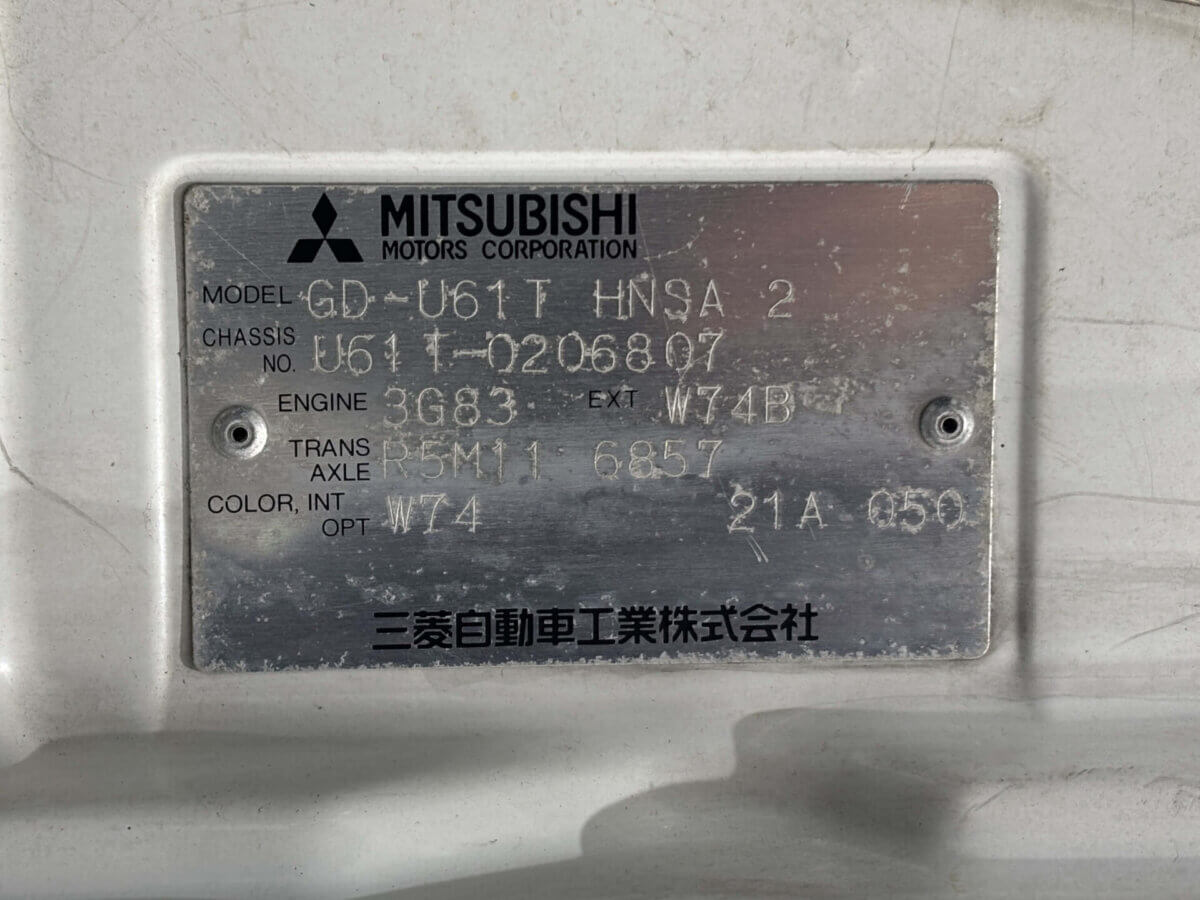 MITSUBISHI
MOTORS CORPORATION
MODEL GD-U61T HNSA 2
CHASSIS NO. U61T-0206807
ENGINE 3G83 EXT W74B
TRANS AXLE R5M11 6857
COLOR, INT OPT W74 21A 050
三菱自動車工業株式会社